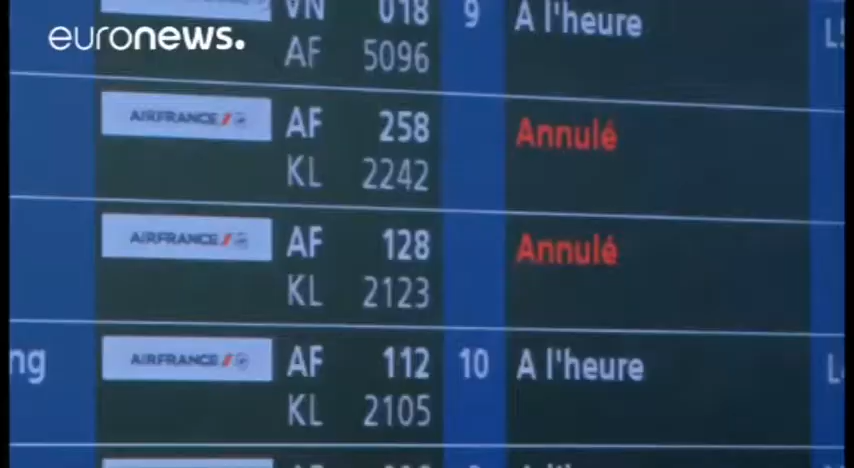 VN 018 9 A l'heure
euronews.
AF 5096
AIRFRANCE AF 258 Annulé
KL 2242
AIRFRANCE AF 128 Annulé
KL 2123
ng AIRFRANCE AF 112 10 A l'heure
KL 2105